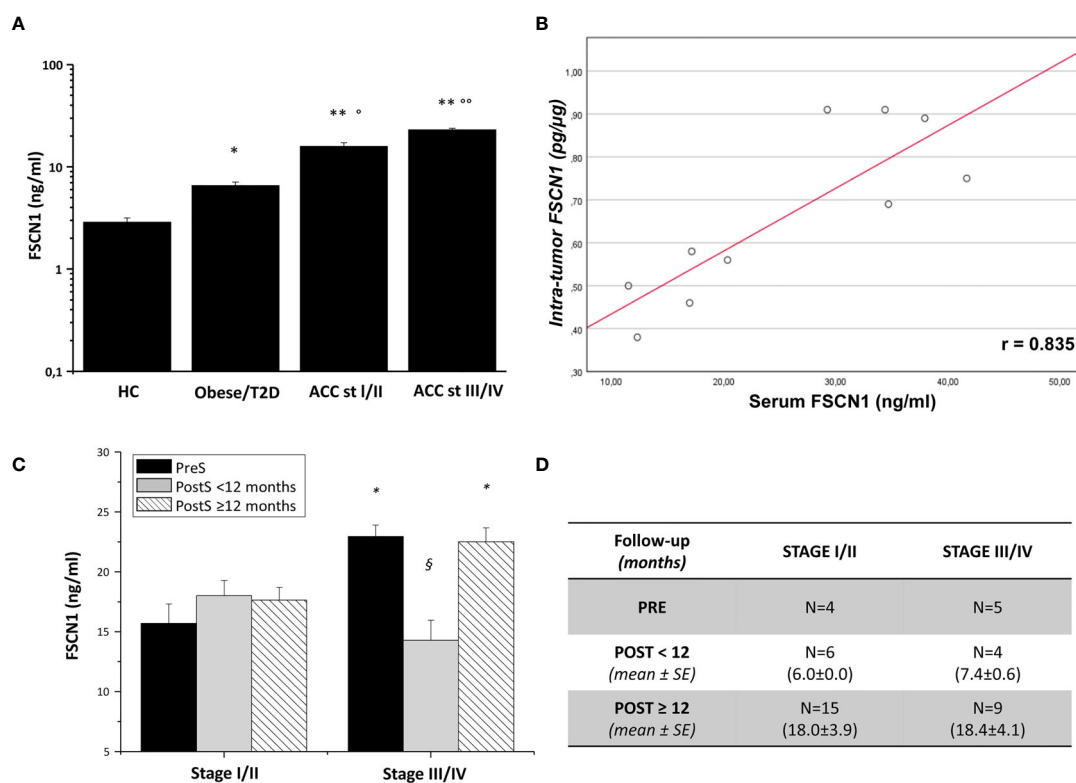 A
FSCN1 (ng/ml)
100
10
1
0,1
*
** °
** °°
HC
Obese/T2D
ACC st I/II
ACC st III/IV
B
Intra-tumor FSCN1 (pg/µg)
1,00
,90
,80
,70
,60
,50
,40
,30
r = 0.835
10,00
20,00
30,00
40,00
50,00
Serum FSCN1 (ng/ml)
C
FSCN1 (ng/ml)
30
25
20
15
10
5
PreS
PostS <12 months
PostS ≥12 months
*
§
*
Stage I/II
Stage III/IV
D
Follow-up
(months)
STAGE I/II
STAGE III/IV
PRE
N=4
N=5
POST < 12
(mean ± SE)
N=6
(6.0±0.0)
N=4
(7.4±0.6)
POST ≥ 12
(mean ± SE)
N=15
(18.0±3.9)
N=9
(18.4±4.1)